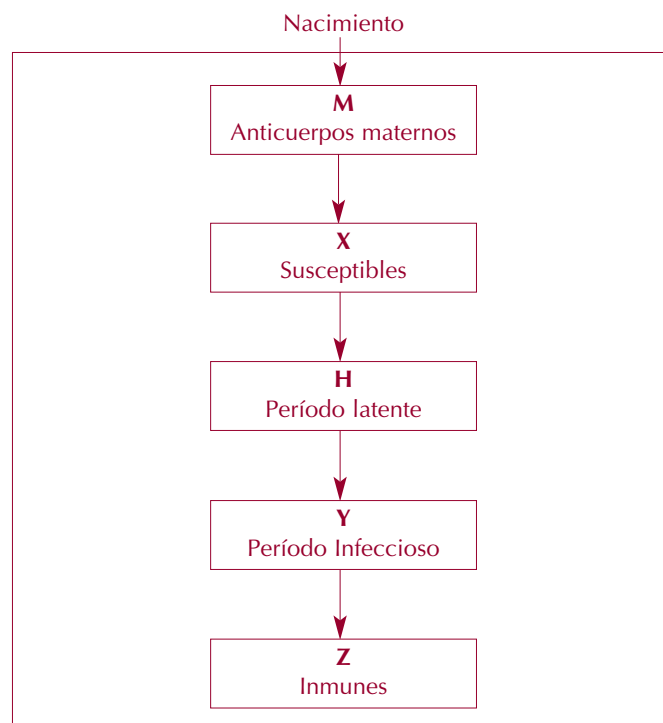 Nacimiento
M
Anticuerpos maternos
X
Susceptibles
H
Período latente
Y
Período Infeccioso
Z
Inmunes